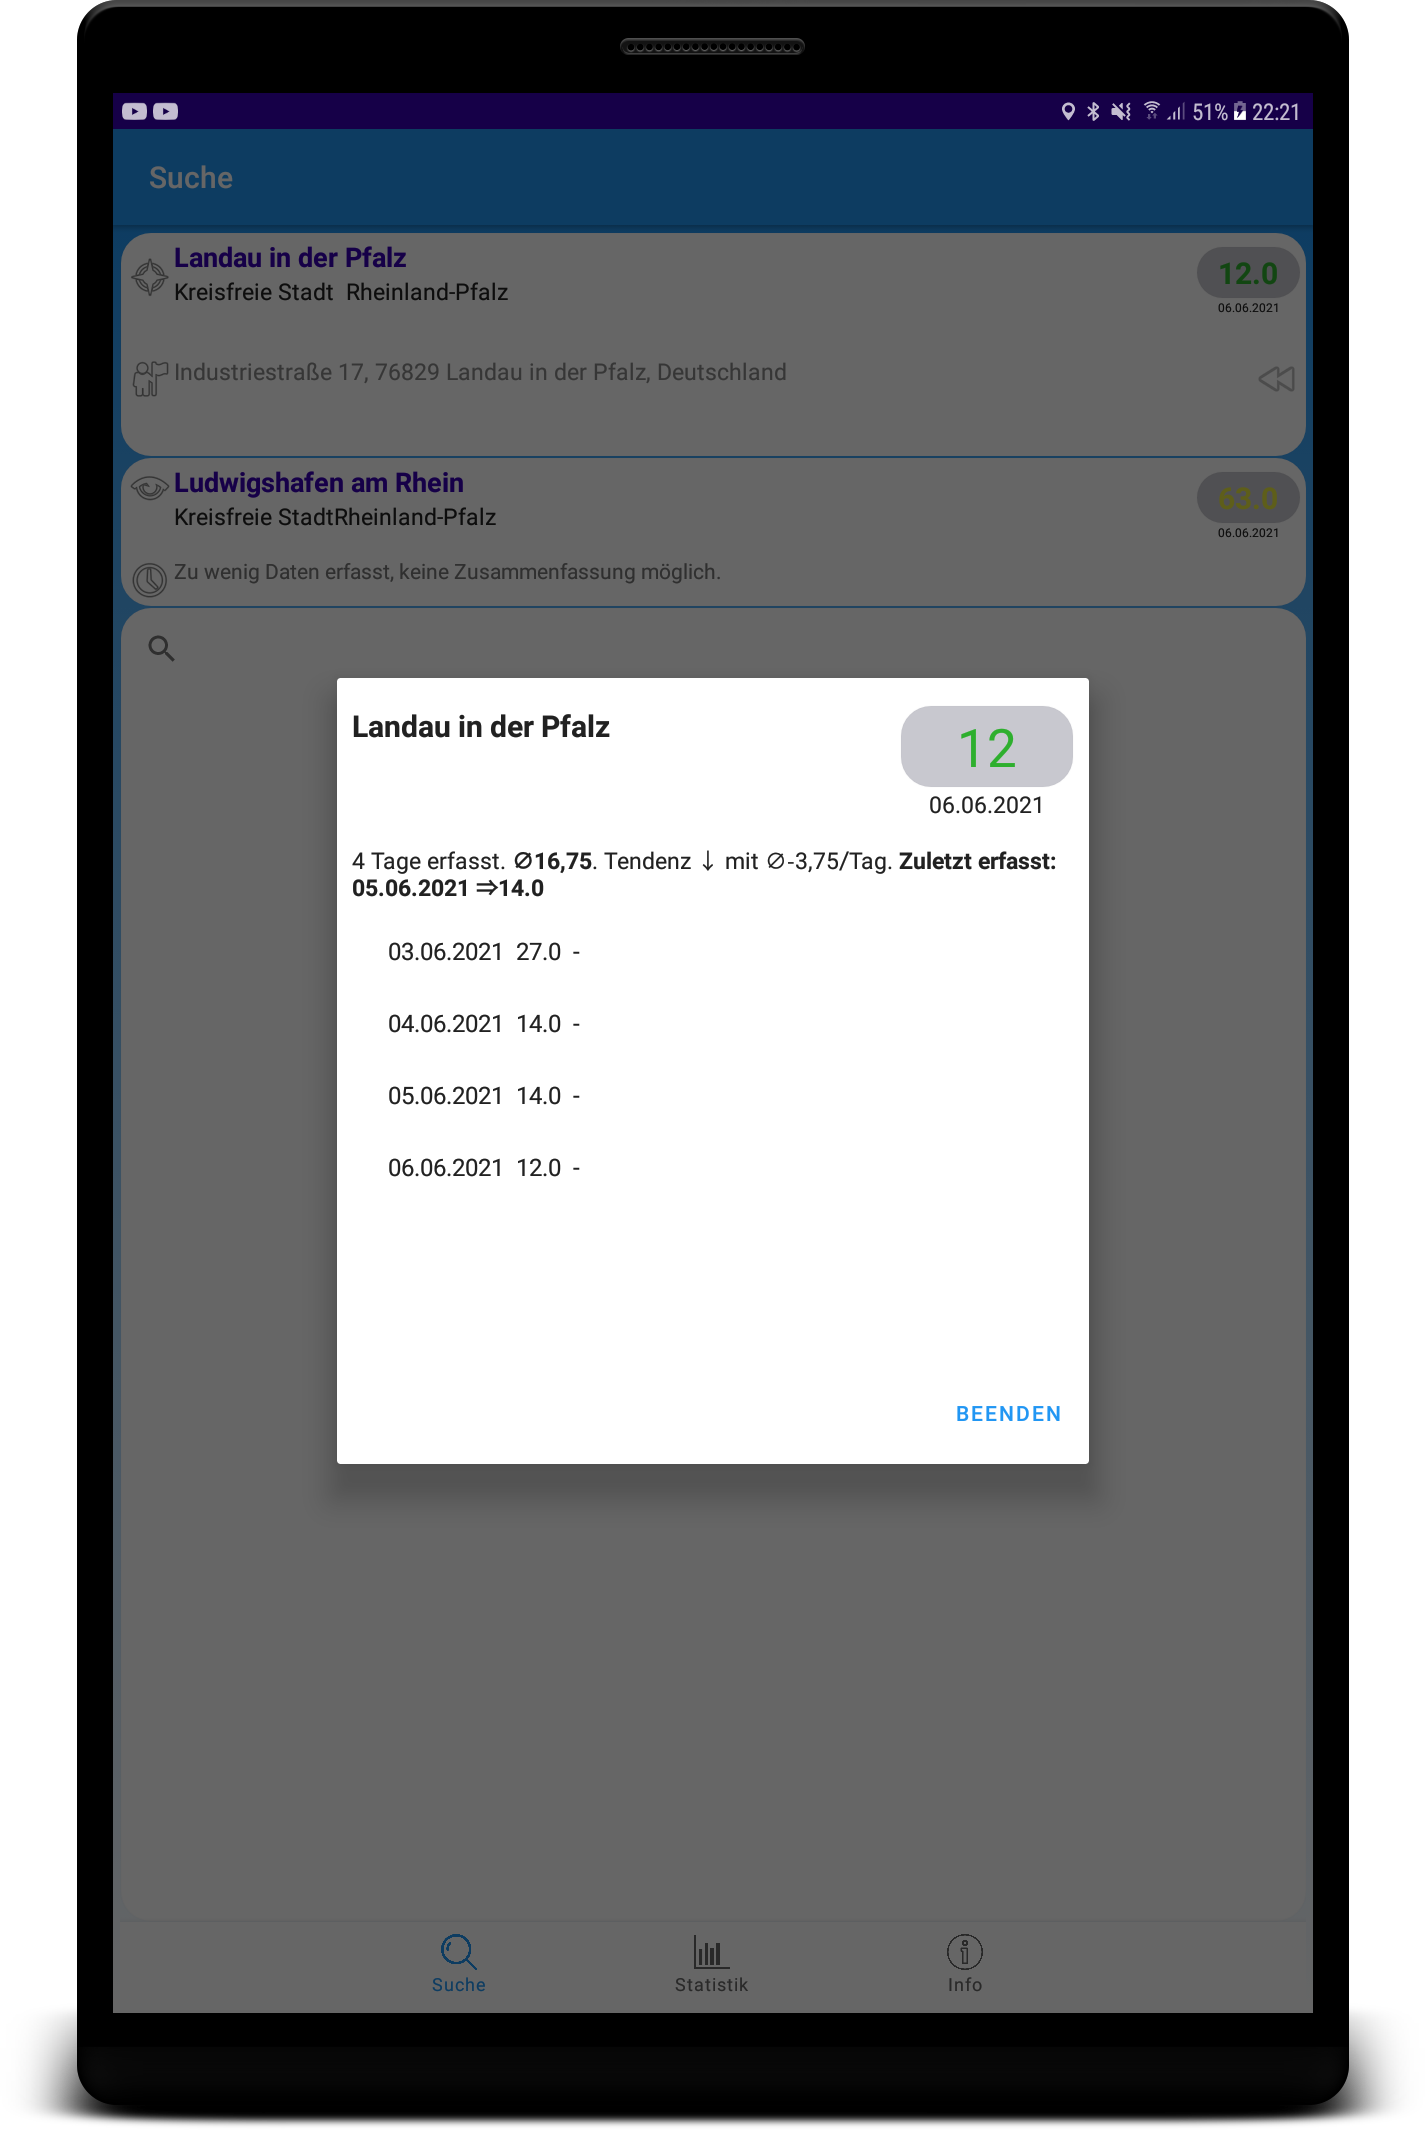 51% 22:21
Suche
Landau in der Pfalz
12.0
Kreisfreie Stadt  Rheinland-Pfalz
06.06.2021
Industriestraße 17, 76829 Landau in der Pfalz, Deutschland
Ludwigshafen am Rhein
63.0
Kreisfreie StadtRheinland-Pfalz
06.06.2021
Zu wenig Daten erfasst, keine Zusammenfassung möglich.
Landau in der Pfalz
12
06.06.2021
4 Tage erfasst. ∅16,75. Tendenz ↓ mit ∅-3,75/Tag. Zuletzt erfasst:
05.06.2021 ⇒14.0
03.06.2021  27.0  -
04.06.2021  14.0  -
05.06.2021  14.0  -
06.06.2021  12.0  -
BEENDEN
Suche
Statistik
Info